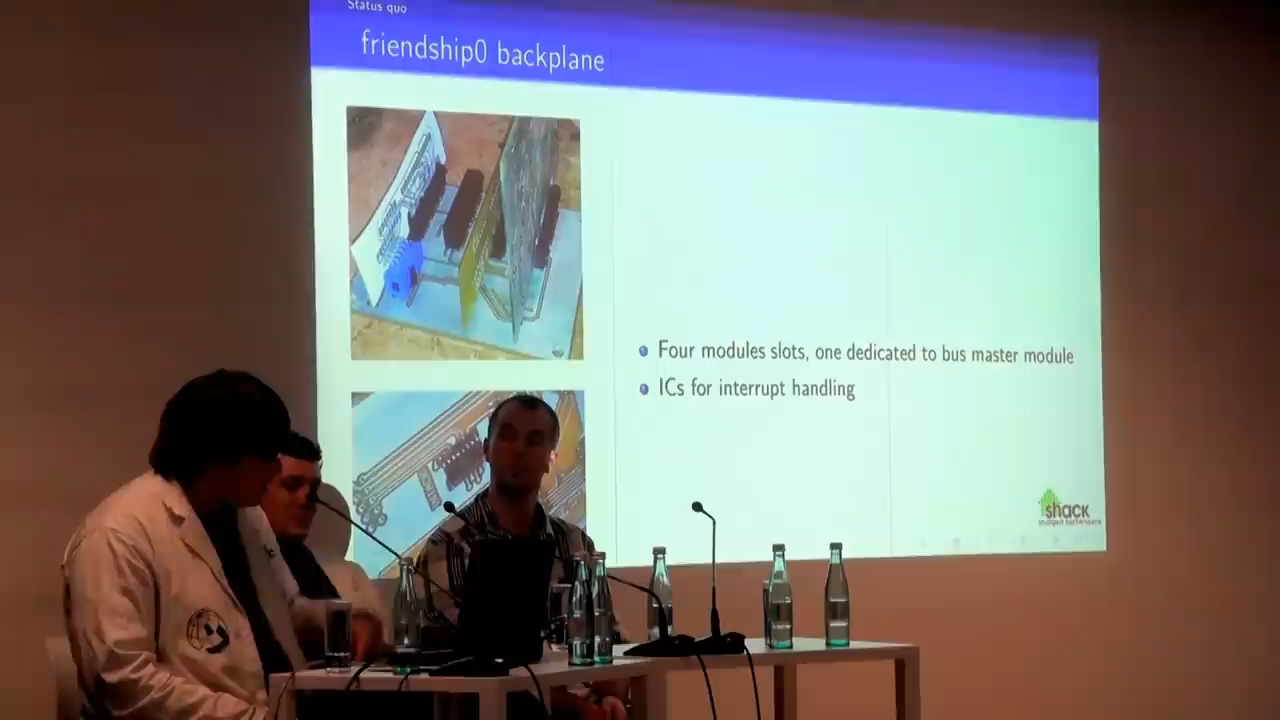 Status quo
friendship0 backplane
Four modules slots, one dedicated to bus master module
ICs for interrupt handling
shack